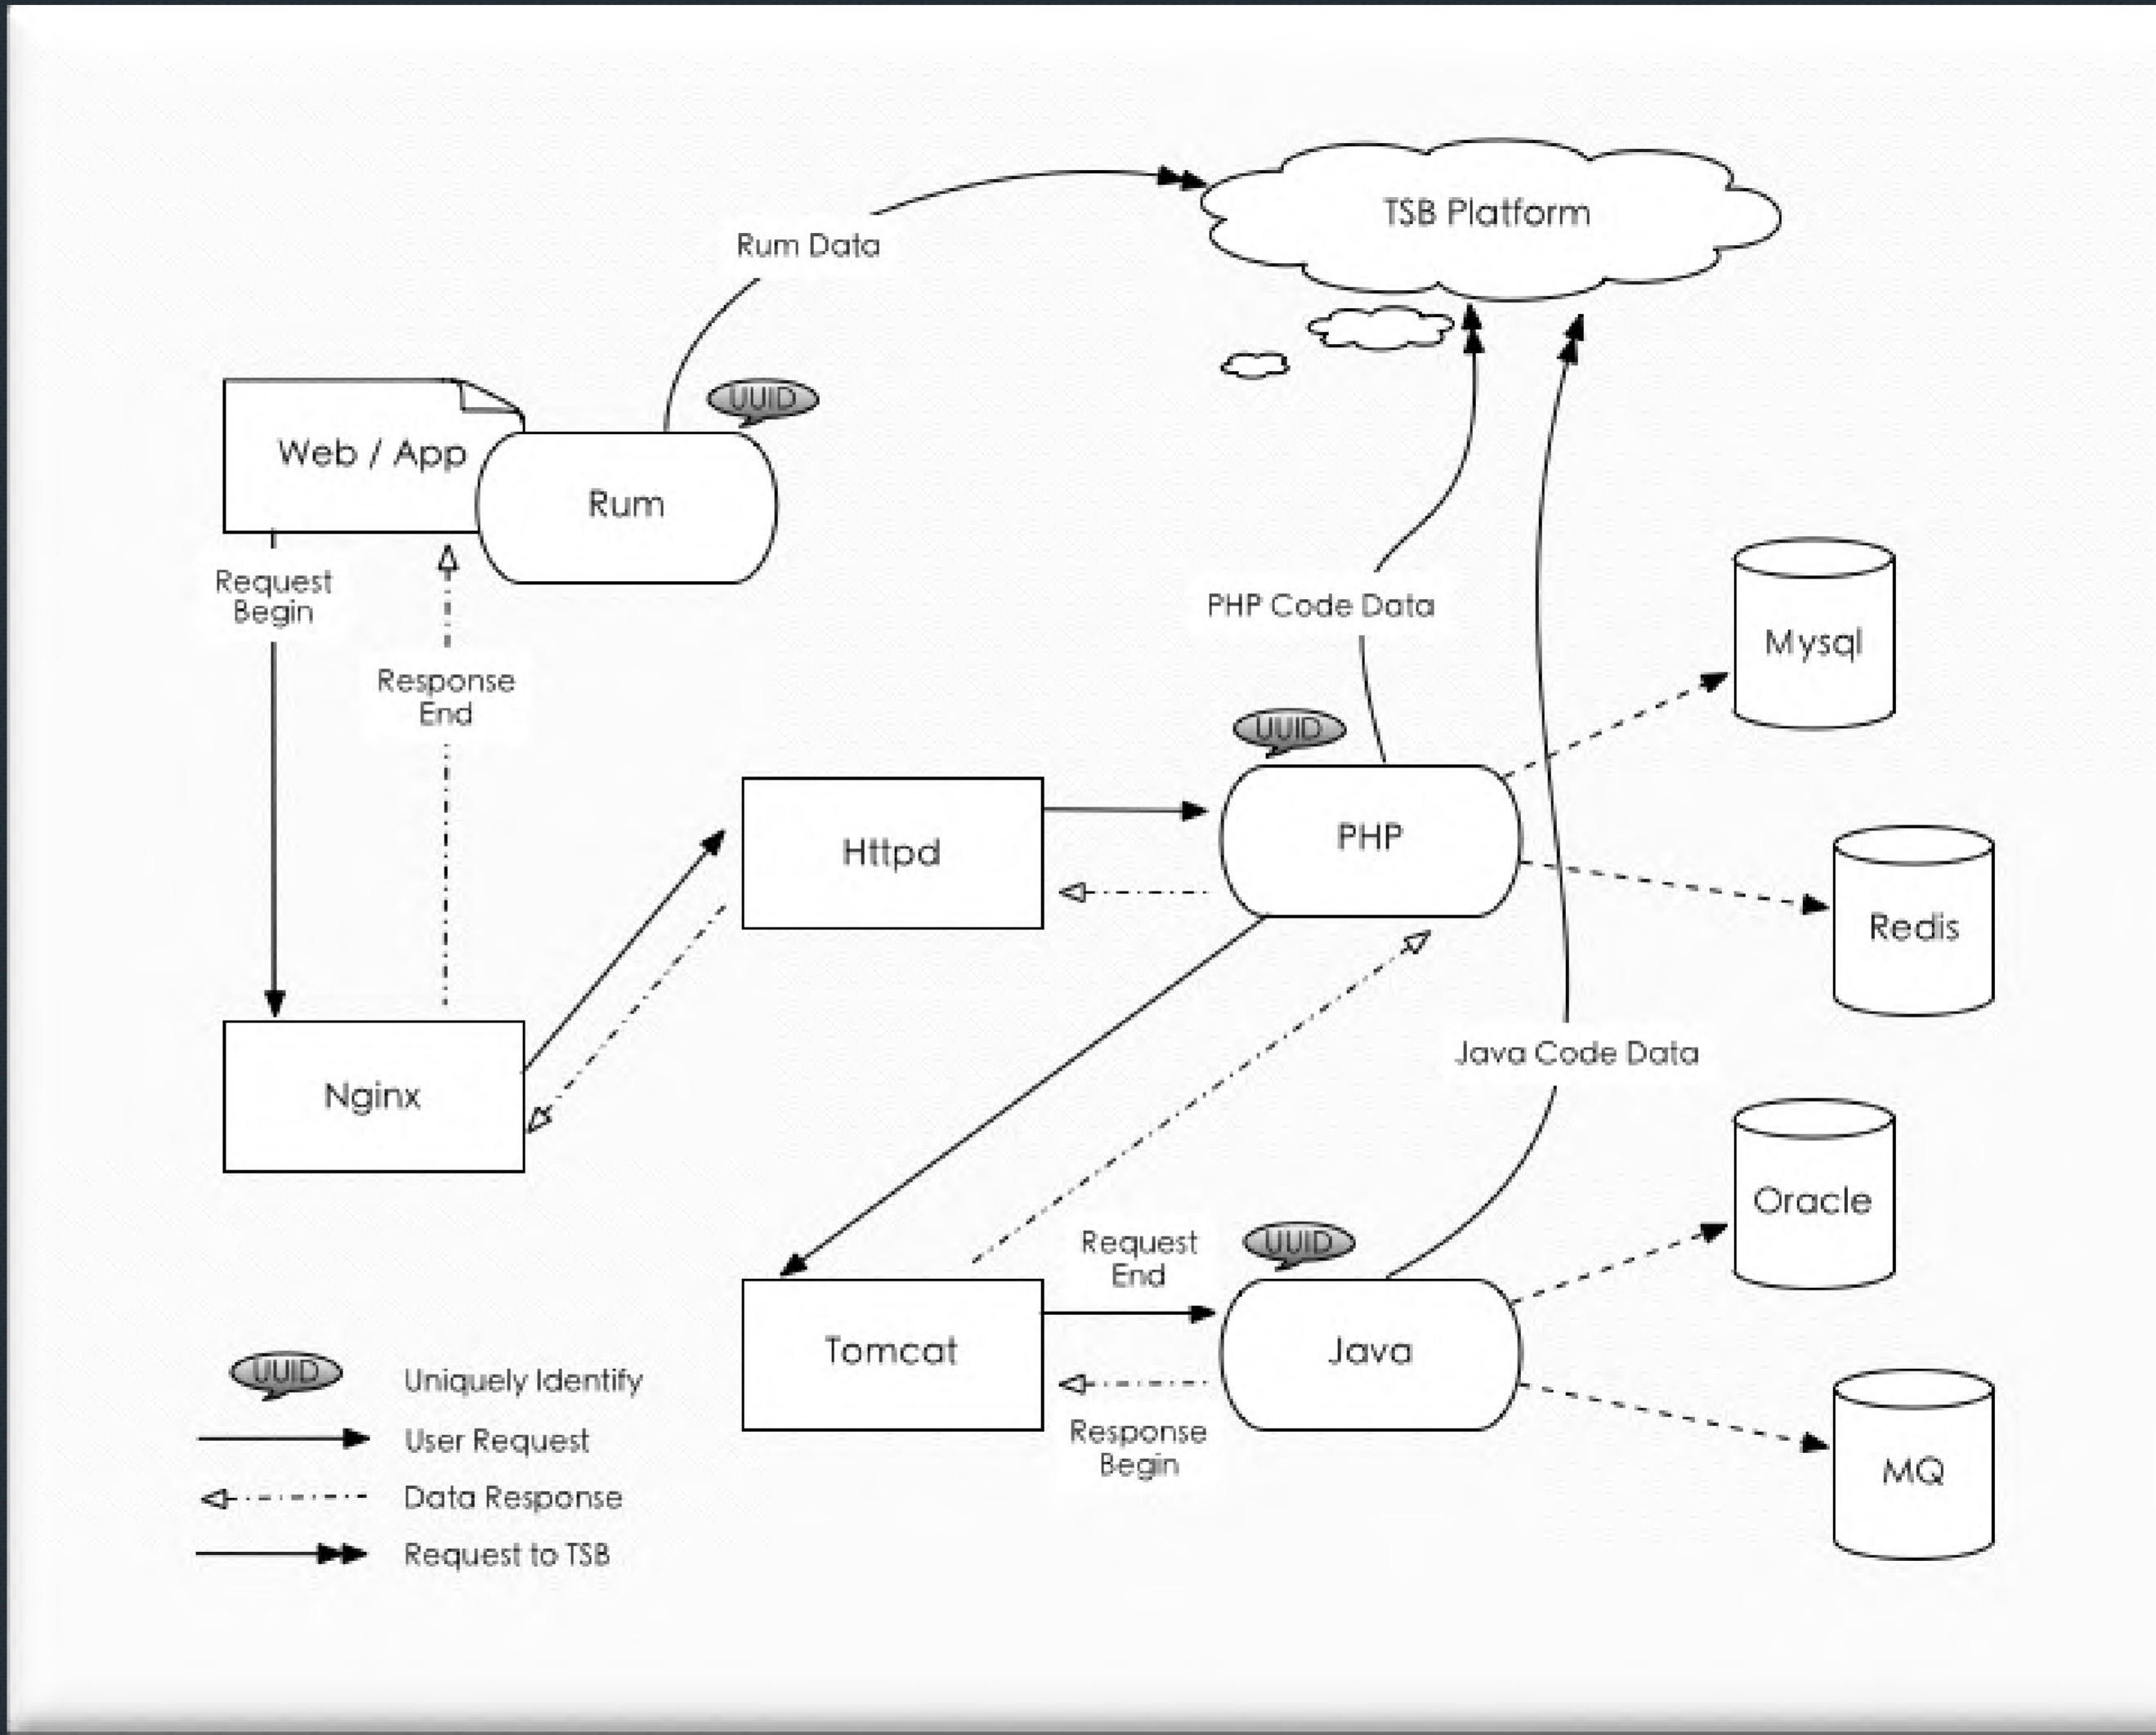 TSB Platform
Rum Data
UUID
Web / App
Rum
Request
Begin
Response
End
PHP Code Data
Mysql
UUID
Httpd
PHP
Redis
Nginx
Java Code Data
Oracle
Request
End
UUID
Tomcat
Java
Response
Begin
MQ
UUID
Uniquely Identify
User Request
Data Response
Request to TSB